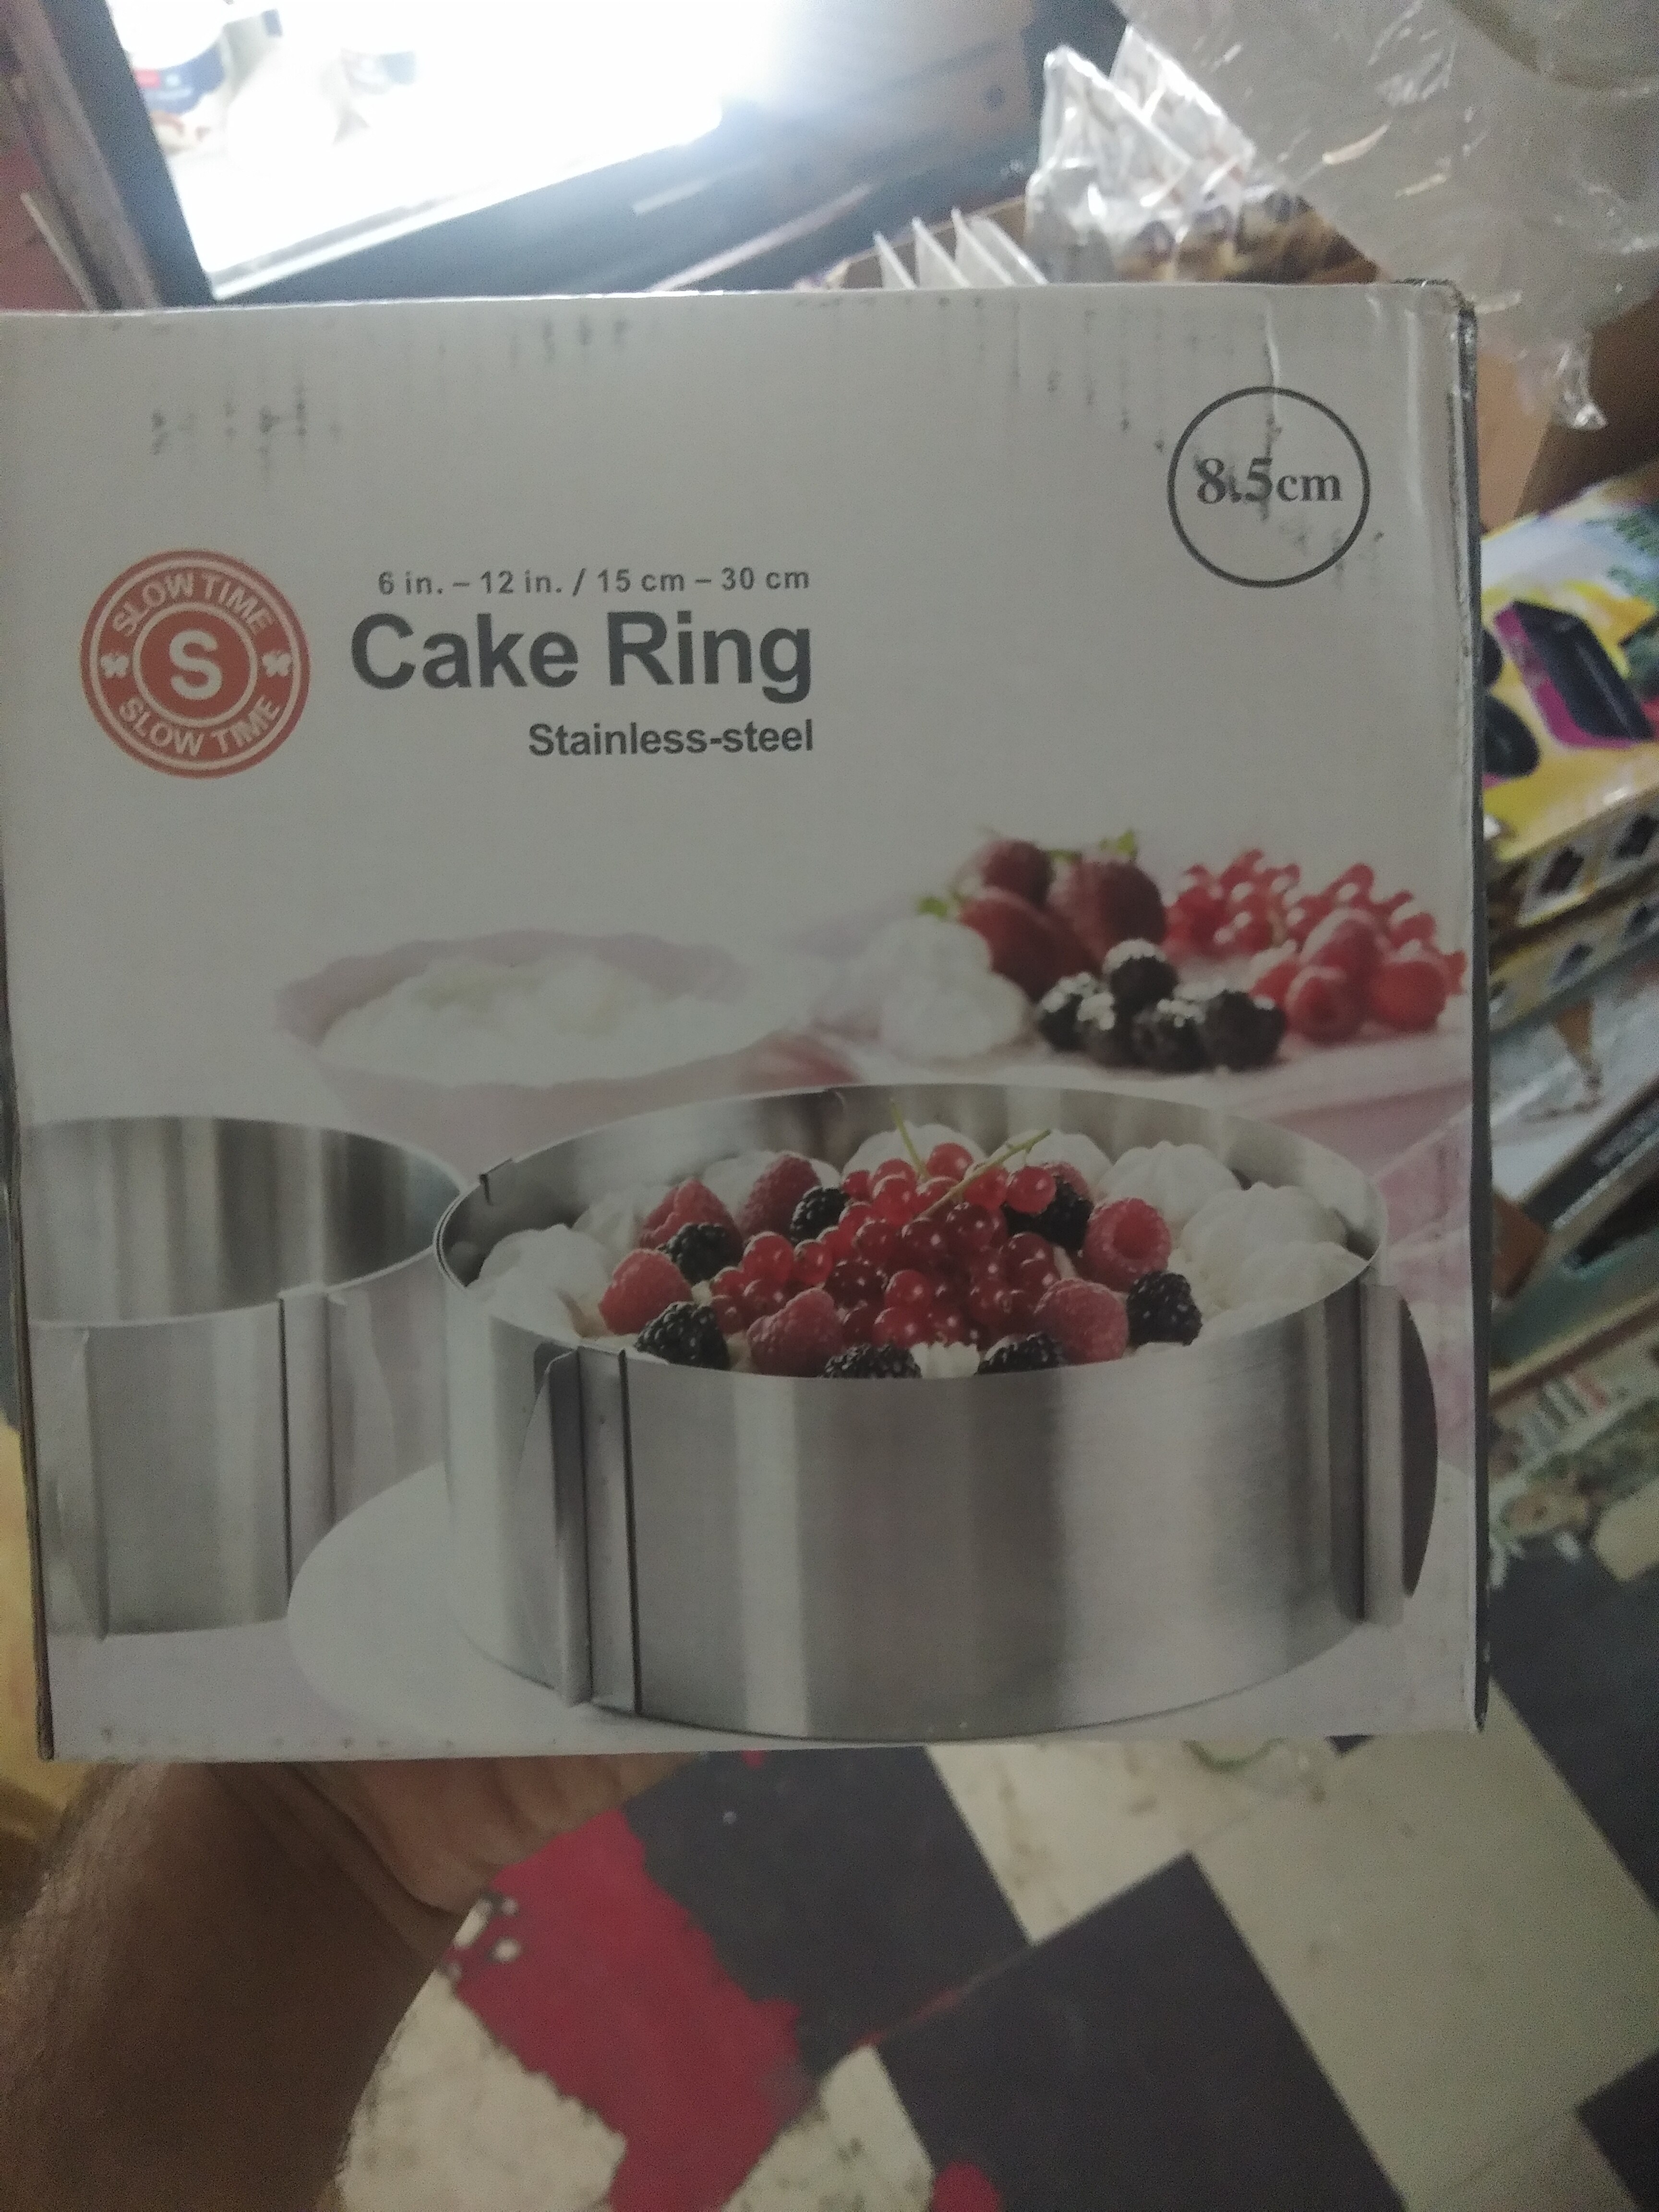 8.5cm
6 in. – 12 in. / 15 cm – 30 cm
Cake Ring
Stainless-steel
SLOW TIME
S
SLOW TIME